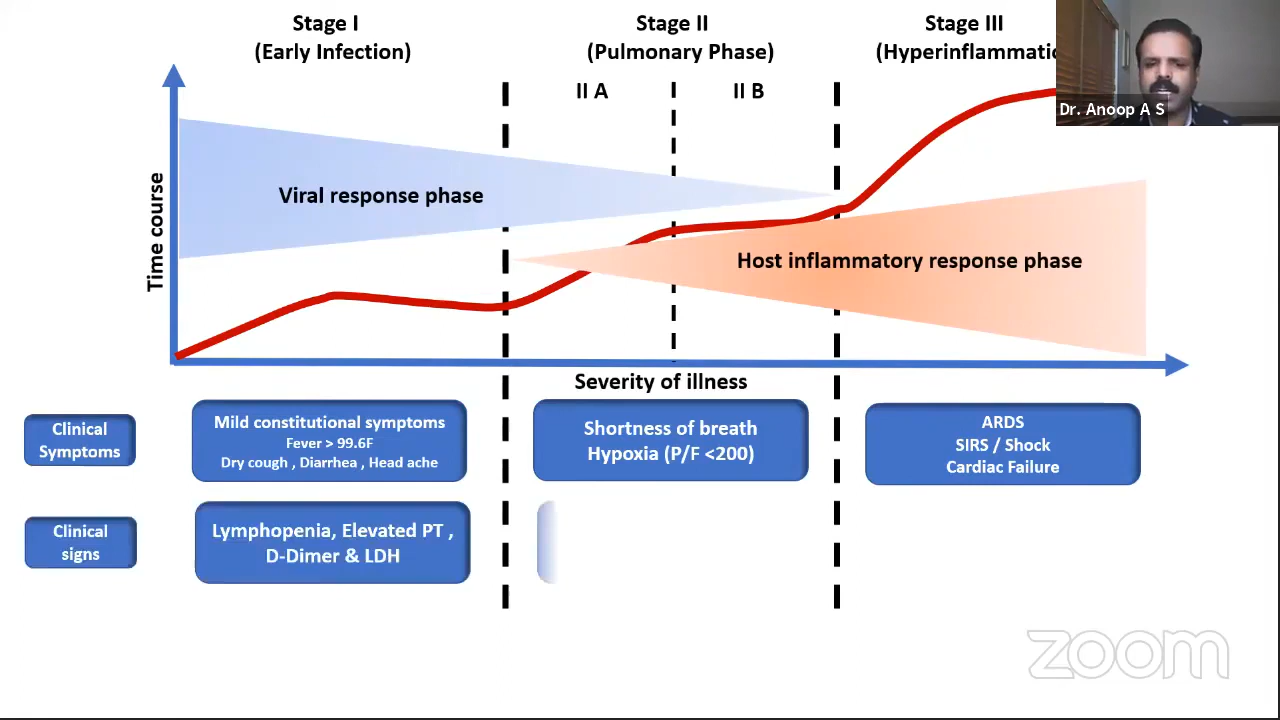 Stage I
(Early Infection)
Stage II
(Pulmonary Phase)
Stage III
(Hyperinflammatio
Dr. Anoop A S
II A
II B
Time course
Viral response phase
Host inflammatory response phase
Severity of illness
Clinical
Symptoms
Mild constitutional symptoms
Fever > 99.6F
Dry cough , Diarrhea , Head ache
Shortness of breath
Hypoxia (P/F <200)
ARDS
SIRS / Shock
Cardiac Failure
Clinical
signs
Lymphopenia, Elevated PT ,
D-Dimer & LDH
zoom